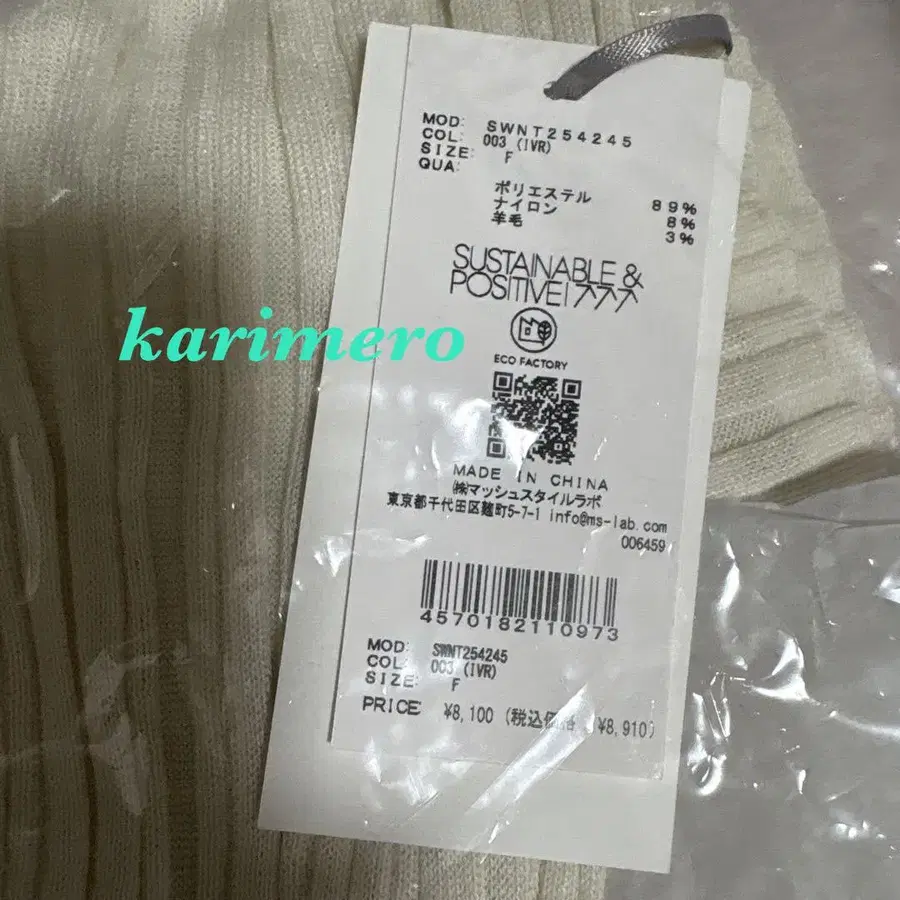 MOD: SWNT254245
COL: 003 (IVR)
SIZE: F
QUA:
ポリエステル 89%
ナイロン 8%
羊毛 3%
SUSTAINABLE &
POSITIVE!
ECO FACTORY
MADE IN CHINA
㈱マッシュスタイルラボ
東京都千代田区麹町5-7-1 info@ms-lab.com
006459
4570182110973
MOD: SWNT254245
COL: 003 (IVR)
SIZE: F
PRICE ¥8,100 (税込価格 ¥8,910)
karimero